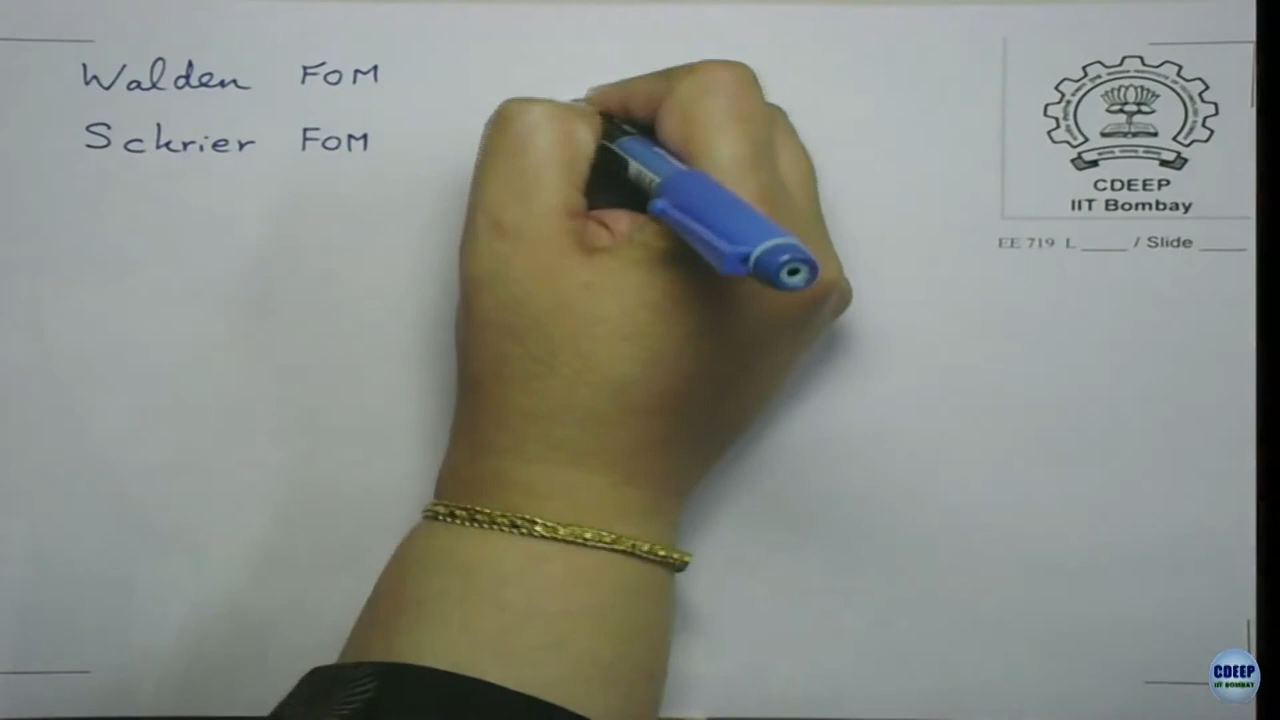 Walden FOM
Sckrier FOM
CDEEP
IIT Bombay
EE 719 L ____ / Slide ____
CDEEP
IIT BOMBAY